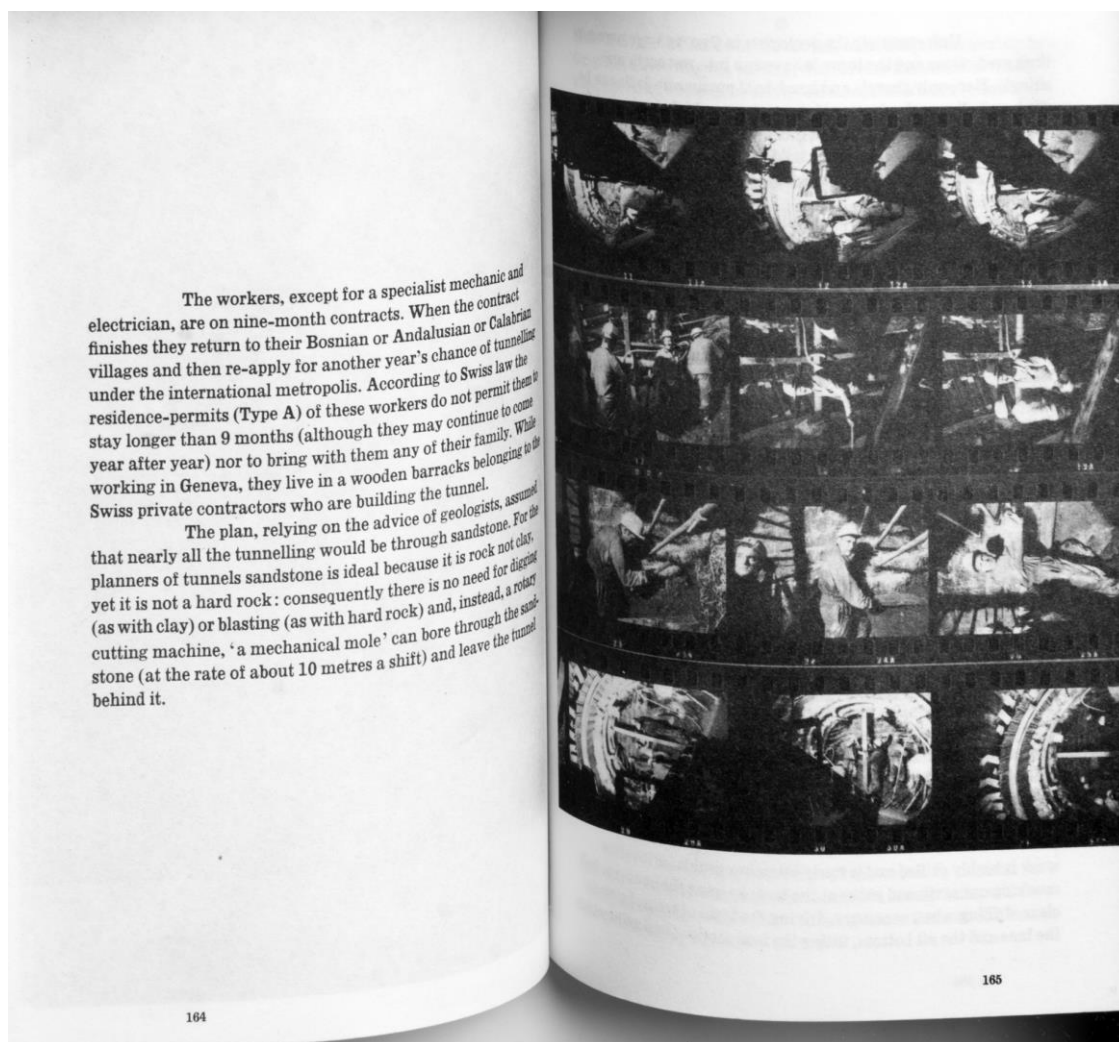 The workers, except for a specialist mechanic and
electrician, are on nine-month contracts. When the contract
finishes they return to their Bosnian or Andalusian or Calabrian
villages and then re-apply for another year's chance of tunnelling
under the international metropolis. According to Swiss law the
residence-permits (Type A) of these workers do not permit them to
stay longer than 9 months (although they may continue to come
year after year) nor to bring with them any of their family. While
working in Geneva, they live in a wooden barracks belonging to the
Swiss private contractors who are building the tunnel.
The plan, relying on the advice of geologists, assumed
that nearly all the tunnelling would be through sandstone. For the
planners of tunnels sandstone is ideal because it is rock not clay,
yet it is not a hard rock: consequently there is no need for digging
(as with clay) or blasting (as with hard rock) and, instead, a rotary
cutting machine, ‘a mechanical mole’ can bore through the sand-
stone (at the rate of about 10 metres a shift) and leave the tunnel
behind it.
164
11A
12
12A
30
30A
165